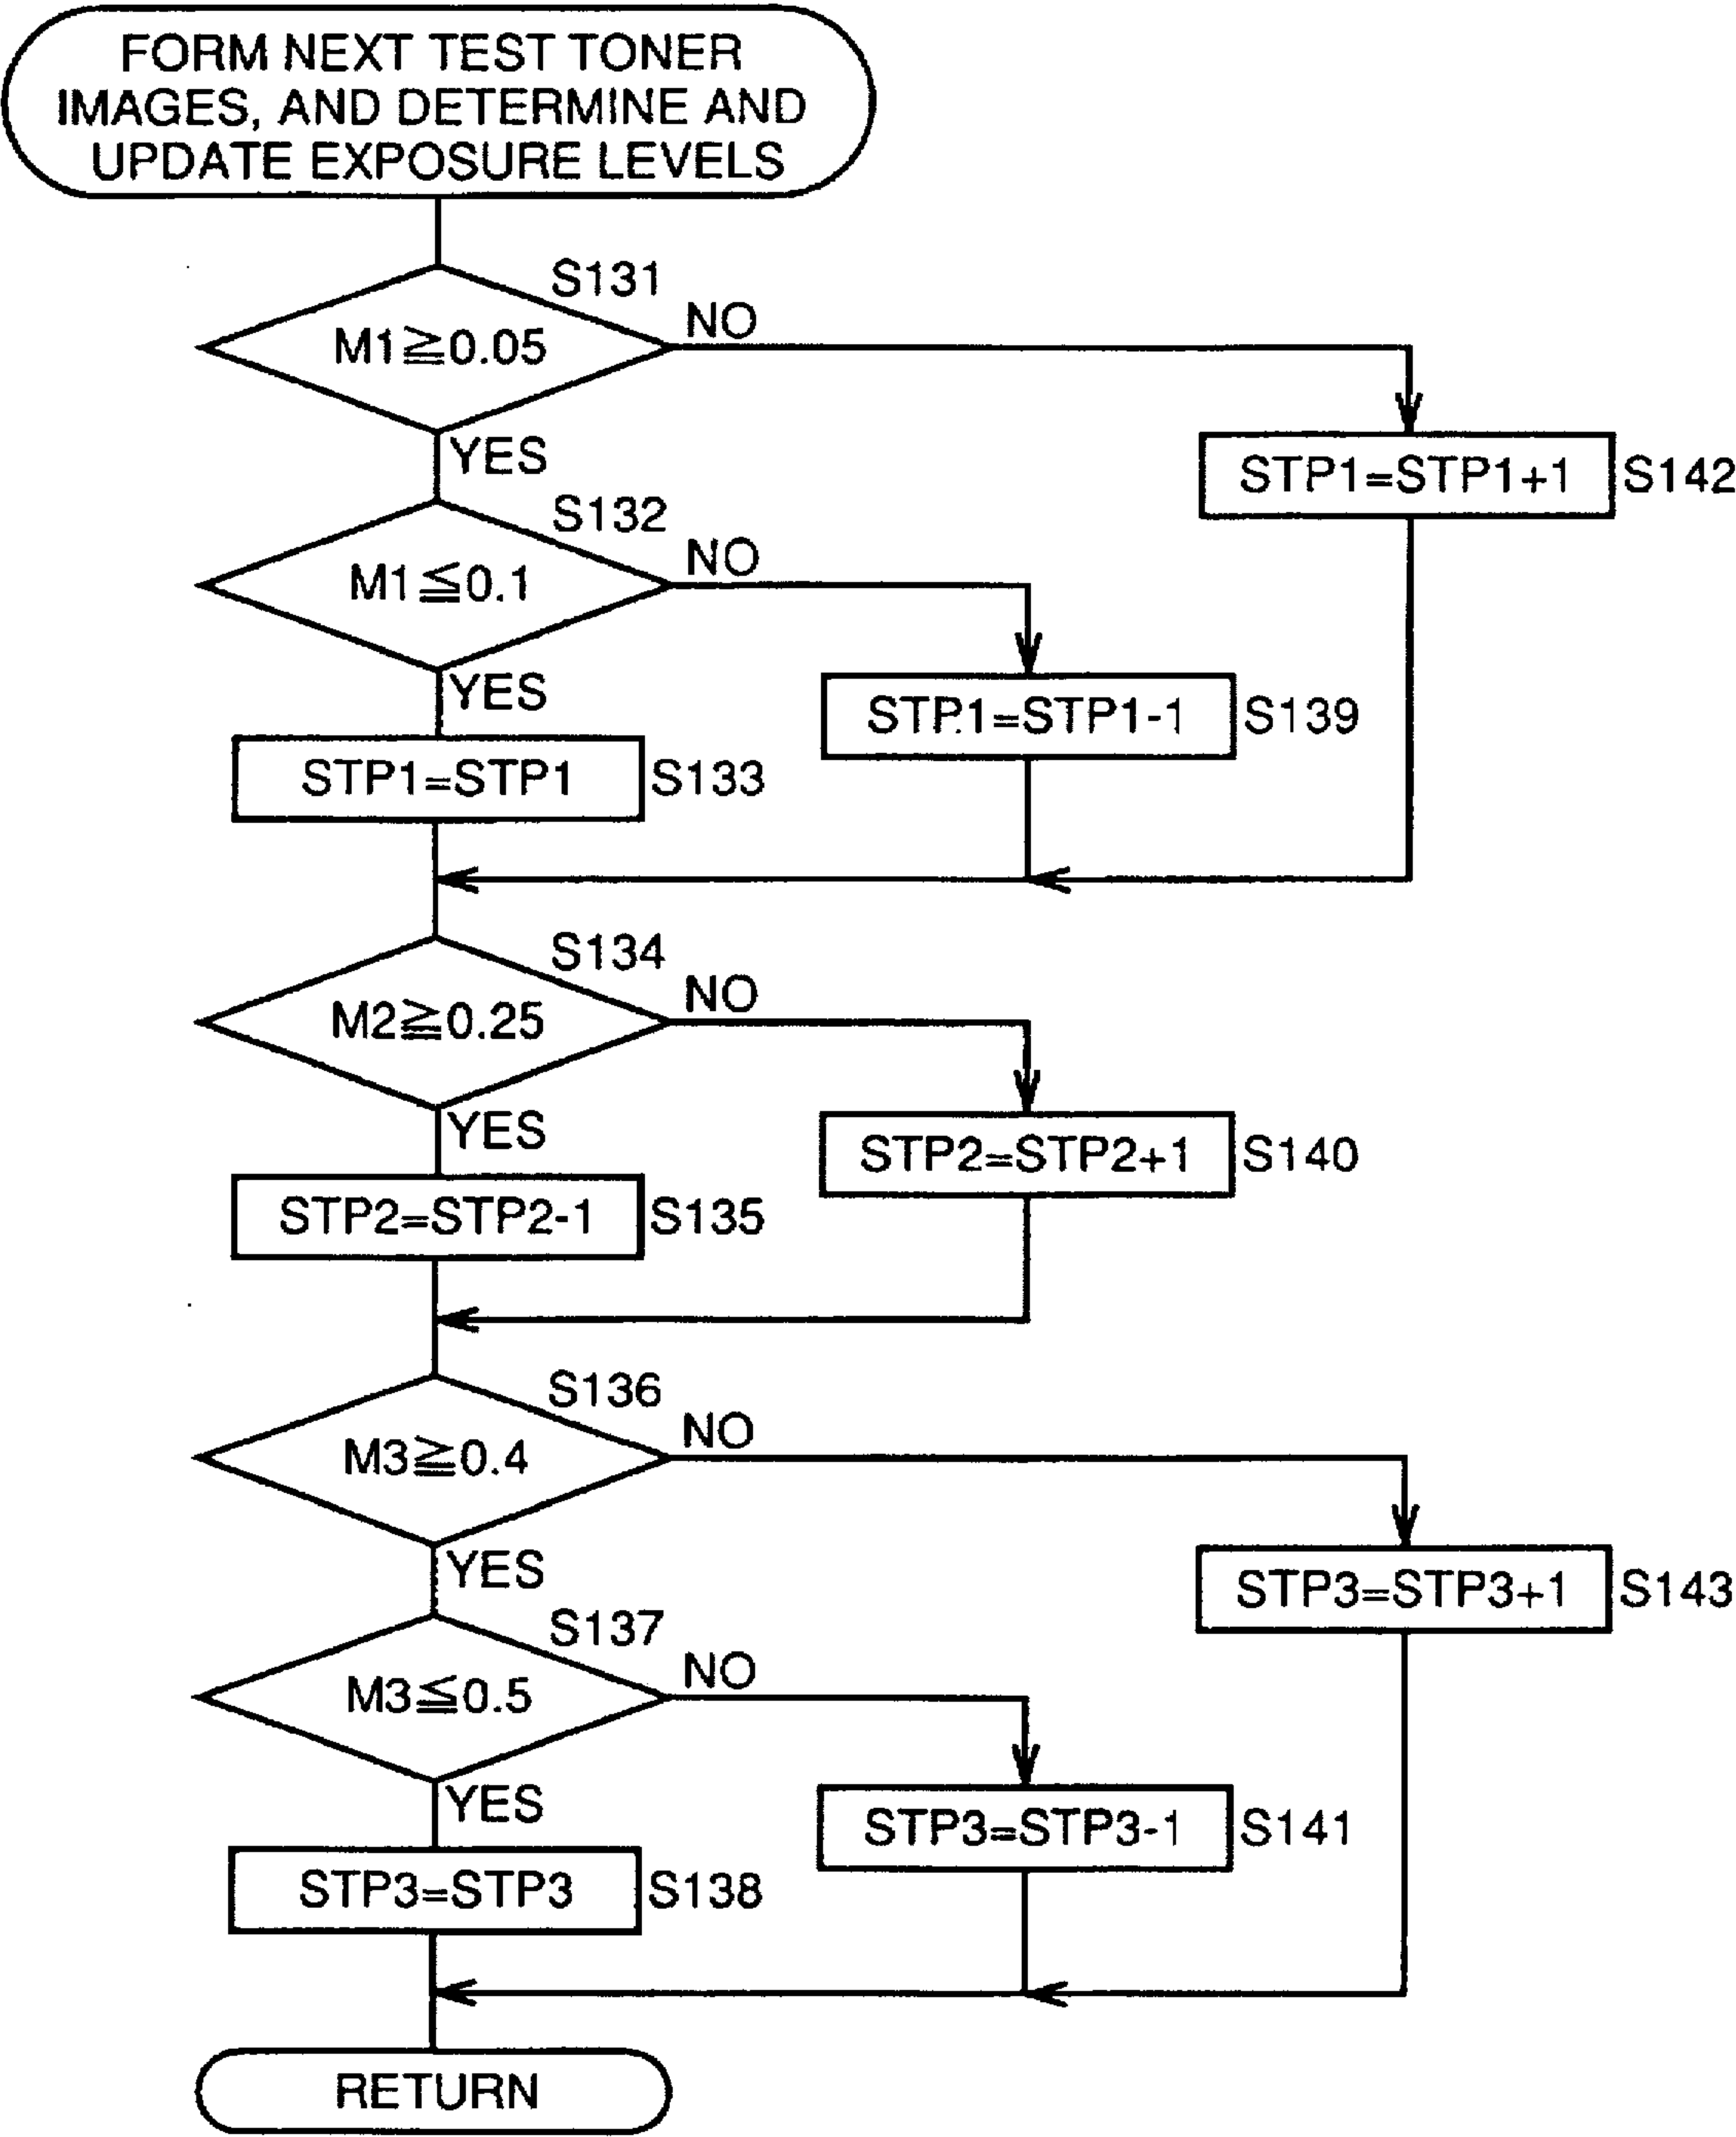 FORM NEXT TEST TONER
IMAGES, AND DETERMINE AND
UPDATE EXPOSURE LEVELS
S131
M1≧0.05
NO
YES
STP1=STP1+1
S142
S132
M1≦0.1
NO
YES
STP1=STP1-1
S139
STP1=STP1
S133
S134
M2≧0.25
NO
YES
STP2=STP2+1
S140
STP2=STP2-1
S135
S136
M3≧0.4
NO
YES
STP3=STP3+1
S143
S137
M3≦0.5
NO
YES
STP3=STP3-1
S141
STP3=STP3
S138
RETURN